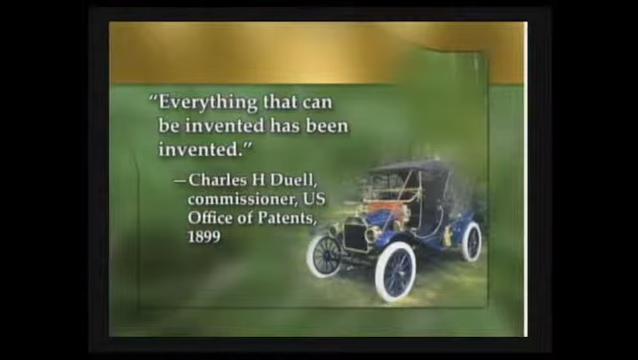 “Everything that can
be invented has been
invented.”
—Charles H Duell,
commissioner, US
Office of Patents,
1899